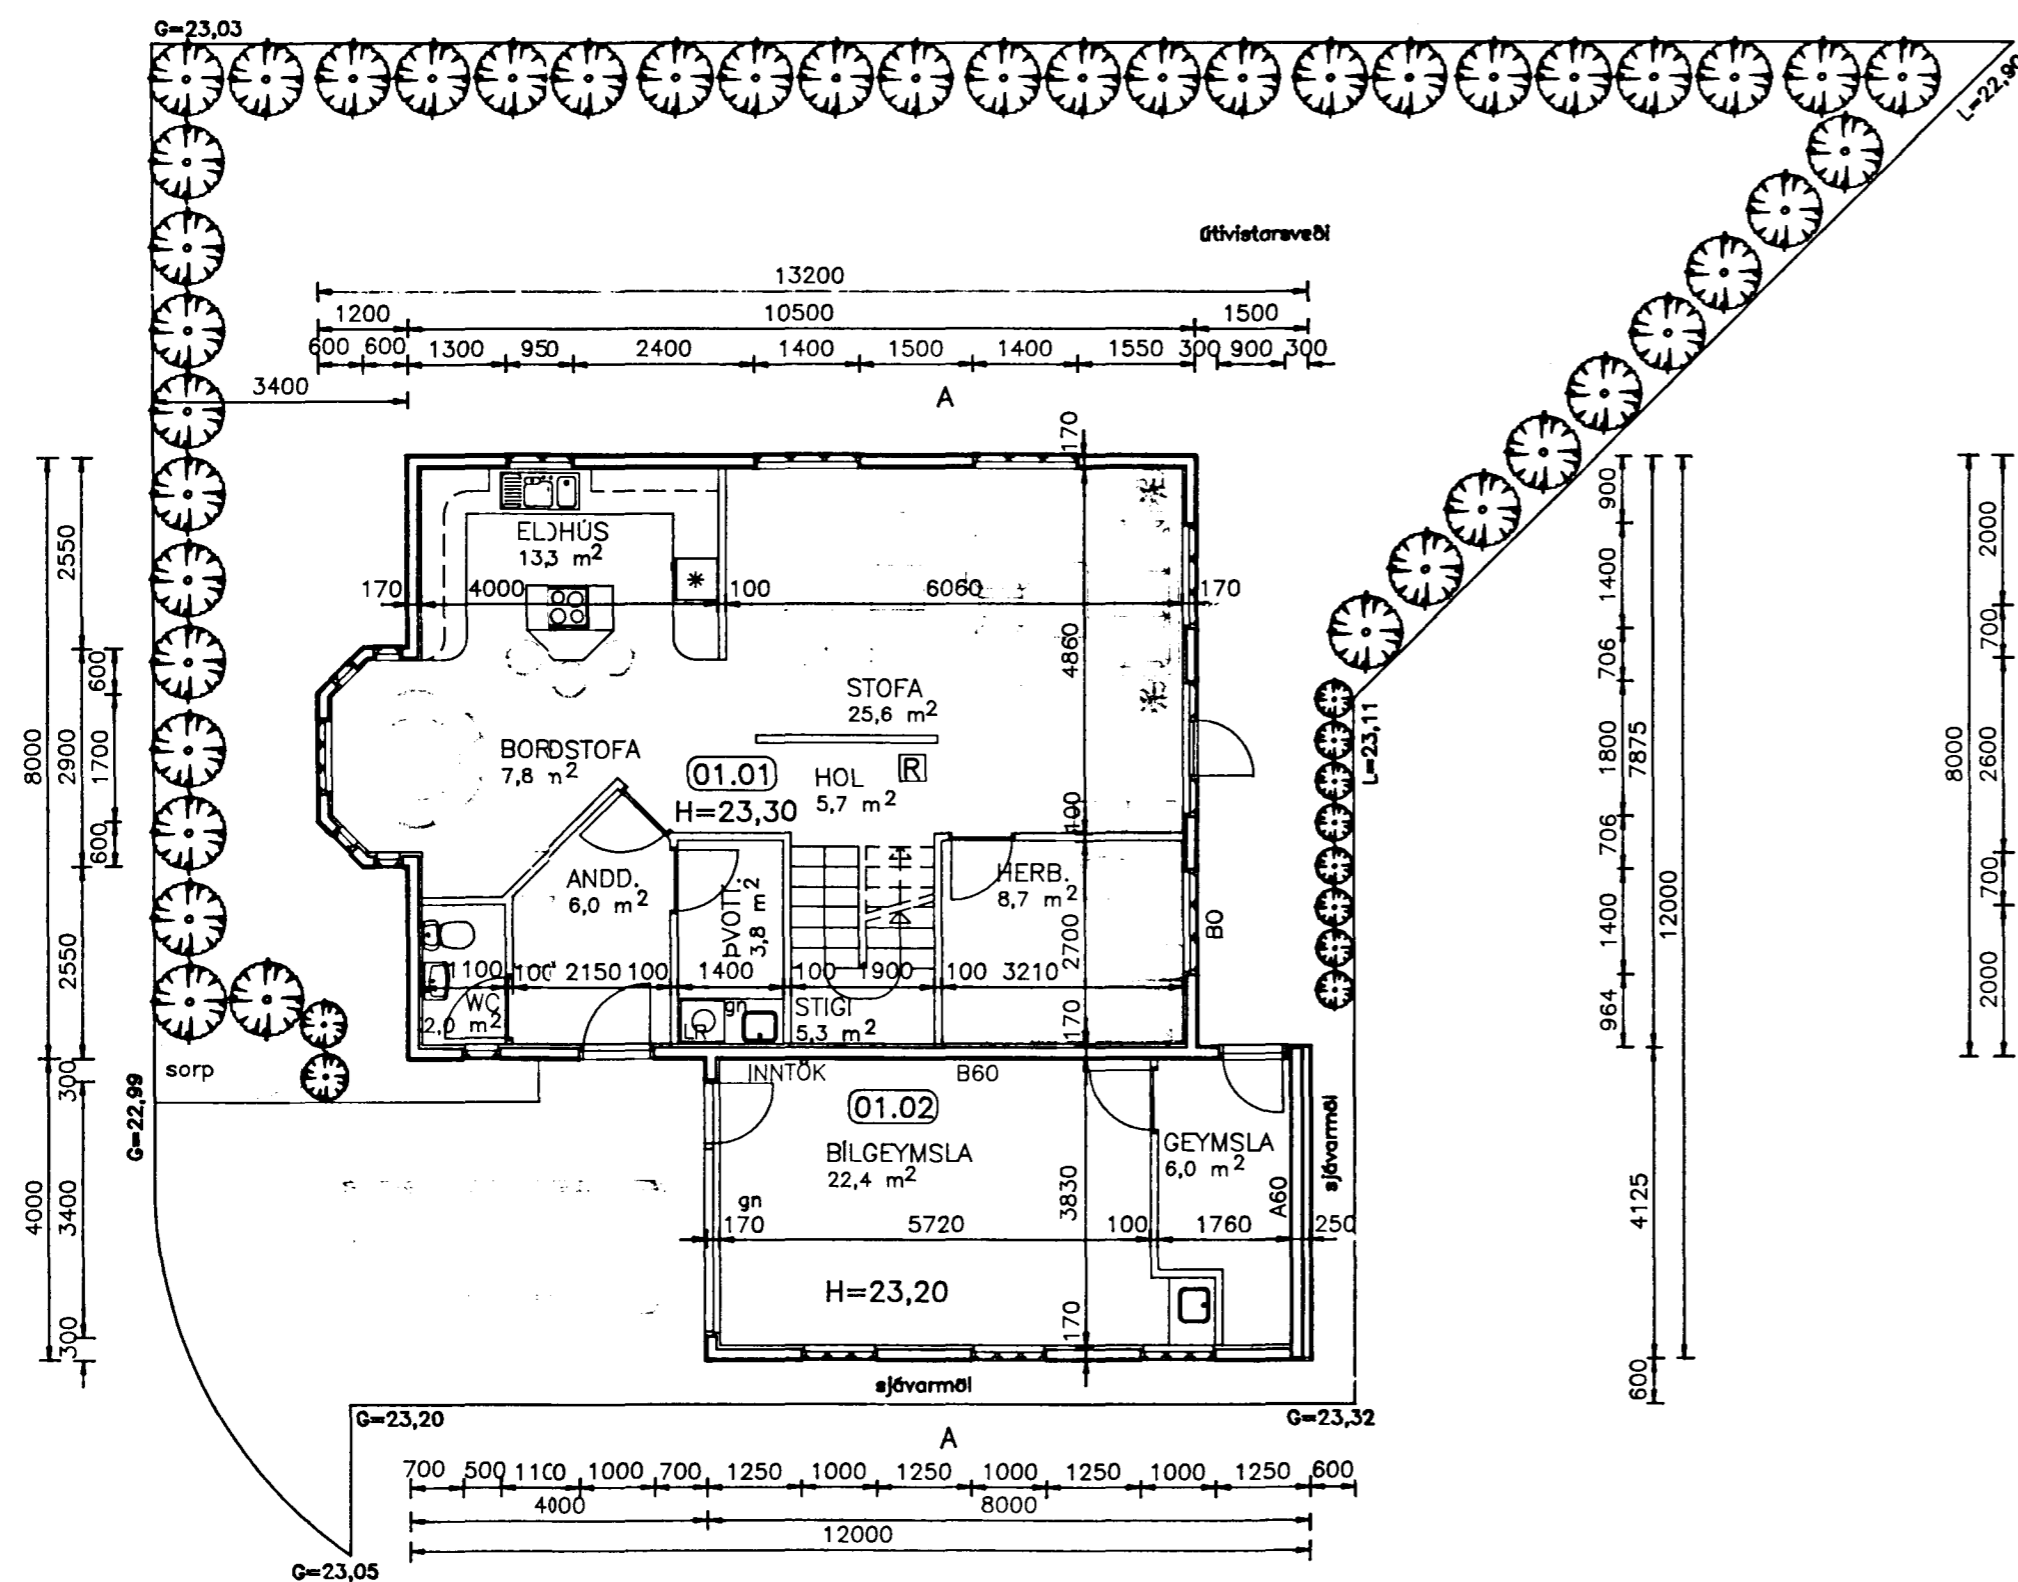 G=23,03
L=22,90
útivistarsveði
13200
1200 10500 1500
600 600 1300 950 2400 1400 1500 1400 1550 300 900 300
3400
A
170
ELDHÚS
13,3 m²
170 4000 100 6060 170
4860
STOFA
25,6 m²
BORÐSTOFA
7,8 m²
01.01
HOL
5,7 m²
R
H=23,30
100
ANDD.
6,0 m²
ÞVOTT.
3,8 m²
HERB.
8,7 m²
2700
B0
1100 100 2150 100 1400 100 1900 100 3210
WC
2,0 m²
LR
gn
STIGI
5,3 m²
170
sorp
INNTÖK
B60
01.02
BÍLGEYMSLA
22,4 m²
GEYMSLA
6,0 m²
A60
gn
3830
170 5720 100 1760 250
H=23,20
170
sjávarmöl
sjávarmöl
L=23,11
G=22,99
G=23,20
G=23,32
A
G=23,05
8000
4000
2550
2900
2550
300
3400
300
600
1700
600
900
1400
706
1800
706
1400
964
7875
4125
600
12000
8000
2000
700
2600
700
2000
700 500 1100 1000 700 1250 1000 1250 1000 1250 1000 1250 600
4000 8000
12000